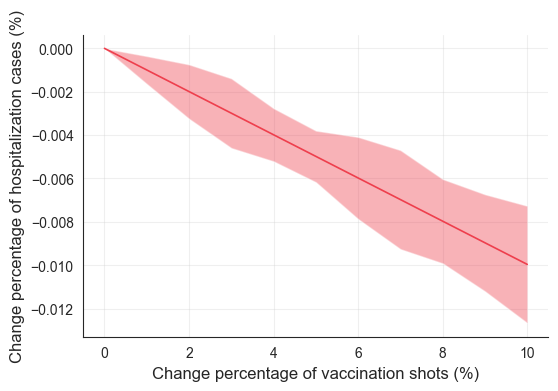 Change percentage of hospitalization cases (%)
0.000
−0.002
−0.004
−0.006
−0.008
−0.010
−0.012
0 2 4 6 8 10
Change percentage of vaccination shots (%)